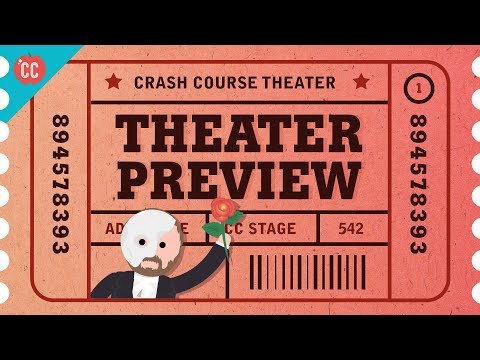 CC
CRASH COURSE THEATER
1
894578393
THEATER
PREVIEW
894578393
CC STAGE
542